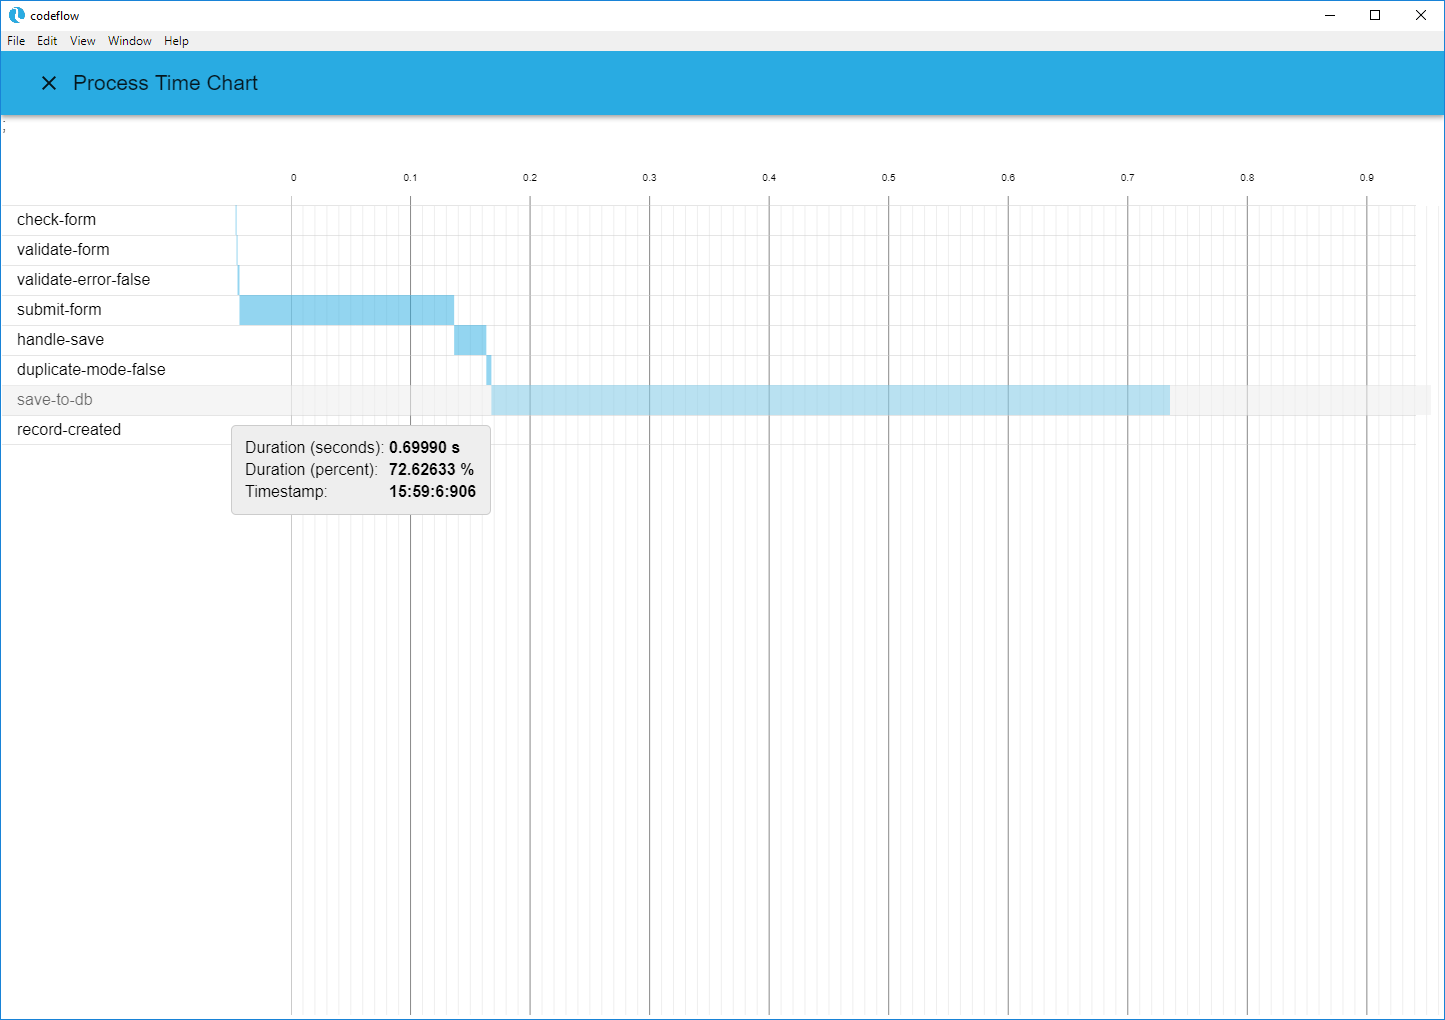 codeflow
File Edit View Window Help
Process Time Chart
;
0 0.1 0.2 0.3 0.4 0.5 0.6 0.7 0.8 0.9
check-form
validate-form
validate-error-false
submit-form
handle-save
duplicate-mode-false
save-to-db
record-created
Duration (seconds): 0.69990 s
Duration (percent): 72.62633 %
Timestamp: 15:59:6:906